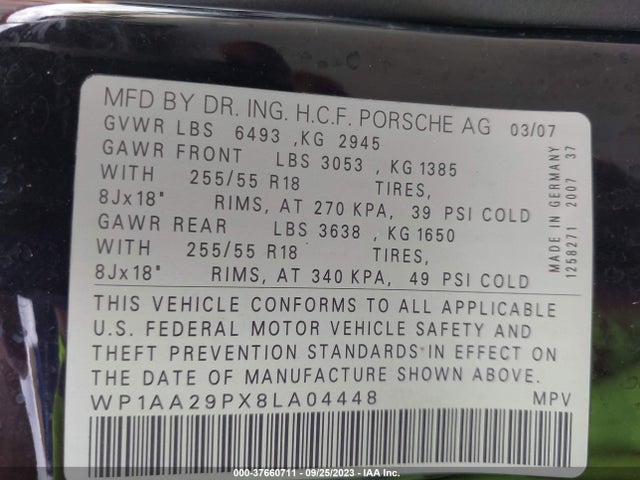 MFD BY DR. ING. H.C.F. PORSCHE AG 03/07
GVWR LBS 6493 ,KG 2945
GAWR FRONT LBS 3053 , KG 1385
WITH 255/55 R18 TIRES,
8Jx18" RIMS, AT 270 KPA, 39 PSI COLD
GAWR REAR LBS 3638 , KG 1650
WITH 255/55 R18 TIRES,
8Jx18" RIMS, AT 340 KPA, 49 PSI COLD
MADE IN GERMANY
1258271 2007 37
THIS VEHICLE CONFORMS TO ALL APPLICABLE
U.S. FEDERAL MOTOR VEHICLE SAFETY AND
THEFT PREVENTION STANDARDS IN EFFECT ON
THE DATE OF MANUFACTURE SHOWN ABOVE.
WP1AA29PX8LA04448 MPV
000-37660711 - 09/25/2023 - IAA Inc.